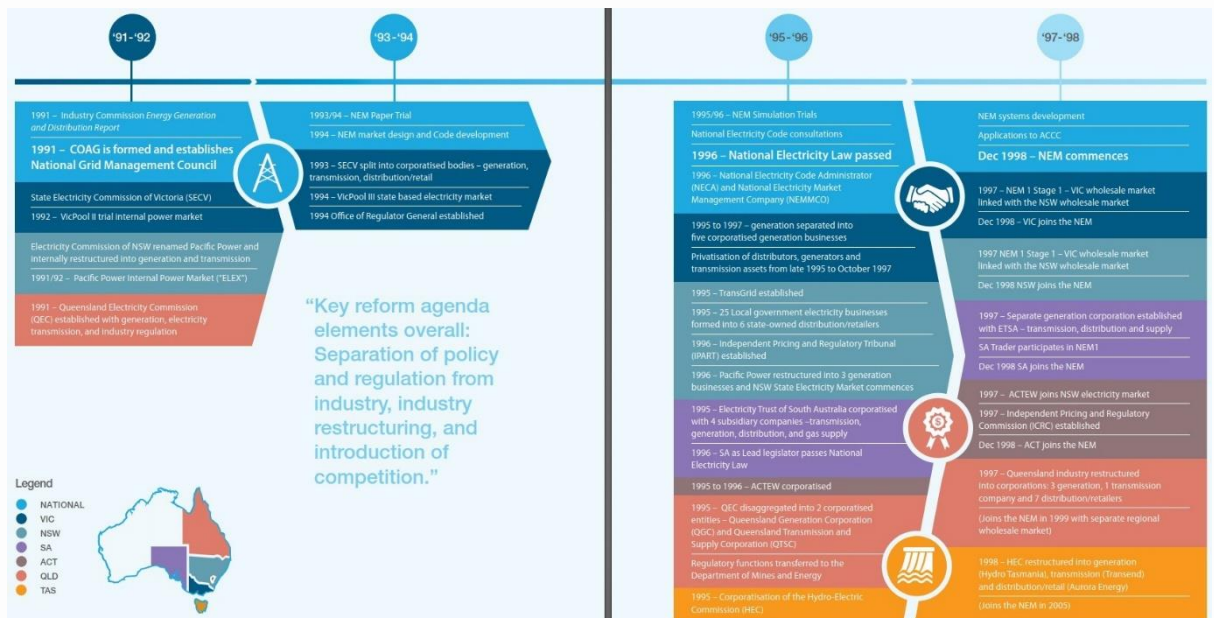 '91-'92
1991 – Industry Commission Energy Generation
and Distribution Report
1991 – COAG is formed and establishes
National Grid Management Council
State Electricity Commission of Victoria (SECV)
1992 – VicPool II trial internal power market
Electricity Commission of NSW renamed Pacific Power and
internally restructured into generation and transmission
1991/92 – Pacific Power Internal Power Market ("ELEX")
1991 – Queensland Electricity Commission
(QEC) established with generation, electricity
transmission, and industry regulation
'93-'94
1993/94 – NEM Paper Trial
1994 – NEM market design and Code development
1993 – SECV split into corporatised bodies – generation,
transmission, distribution/retail
1994 – VicPool III state based electricity market
1994 Office of Regulator General established
"Key reform agenda
elements overall:
Separation of policy
and regulation from
industry, industry
restructuring, and
introduction of
competition."
Legend
NATIONAL
VIC
NSW
SA
ACT
QLD
TAS
'95-'96
1995/96 – NEM Simulation Trials
National Electricity Code consultations
1996 – National Electricity Law passed
1996 – National Electricity Code Administrator
(NECA) and National Electricity Market
Management Company (NEMMCO)
1995 to 1997 – generation separated into
five corporatised generation businesses
Privatisation of distributors, generators and
transmission assets from late 1995 to October 1997
1995 – TransGrid established
1995 – 25 Local government electricity businesses
formed into 6 state-owned distribution/retailers
1996 – Independent Pricing and Regulatory Tribunal
(IPART) established
1996 – Pacific Power restructured into 3 generation
businesses and NSW State Electricity Market commences
1995 – Electricity Trust of South Australia corporatised
with 4 subsidiary companies –transmission,
generation, distribution, and gas supply
1996 – SA as Lead legislator passes National
Electricity Law
1995 to 1996 – ACTEW corporatised
1995 – QEC disaggregated into 2 corporatised
entities – Queensland Generation Corporation
(QGC) and Queensland Transmission and
Supply Corporation (QTSC)
Regulatory functions transferred to the
Department of Mines and Energy
1995 – Corporatisation of the Hydro-Electric
Commission (HEC)
'97-'98
NEM systems development
Applications to ACCC
Dec 1998 – NEM commences
1997 – NEM 1 Stage 1 – VIC wholesale market
linked with the NSW wholesale market
Dec 1998 – VIC joins the NEM
1997 NEM 1 Stage 1 – VIC wholesale market
linked with the NSW wholesale market
Dec 1998 NSW joins the NEM
1997 – Separate generation corporation established
with ETSA – transmission, distribution and supply
SA Trader participates in NEM1
Dec 1998 SA joins the NEM
1997 – ACTEW joins NSW electricity market
1997 – Independent Pricing and Regulatory
Commission (ICRC) established
Dec 1998 – ACT joins the NEM
1997 – Queensland industry restructured
into corporations: 3 generation, 1 transmission
company and 7 distribution/retailers
(Joins the NEM in 1999 with separate regional
wholesale market)
1998 – HEC restructured into generation
(Hydro Tasmania), transmission (Transend)
and distribution/retail (Aurora Energy)
(Joins the NEM in 2005)